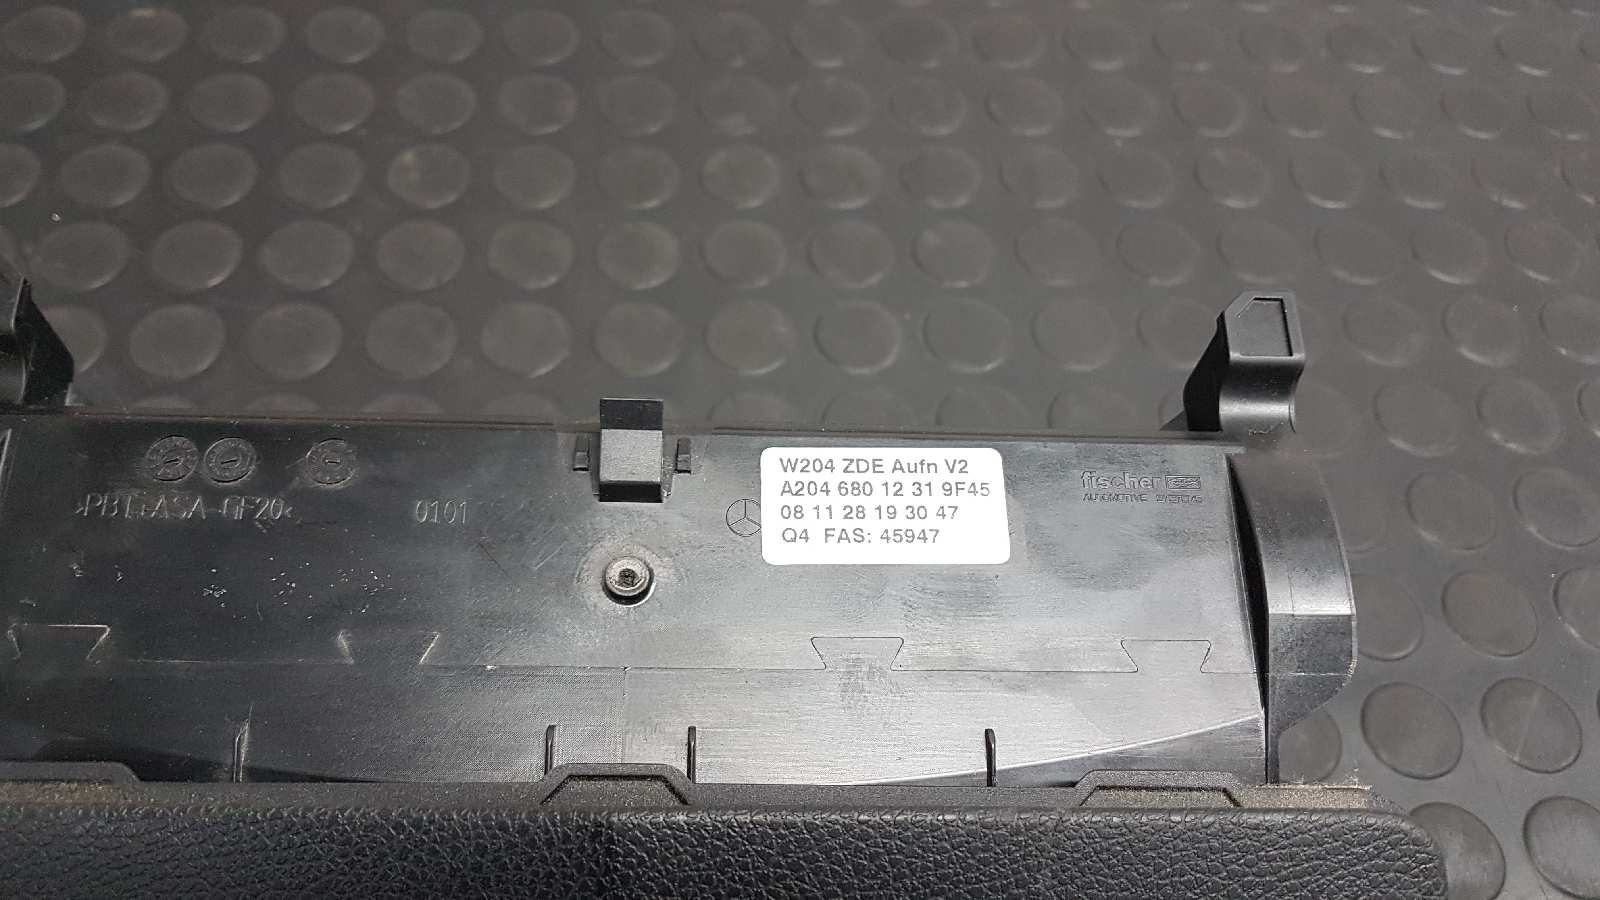 W204 ZDE Aufn V2
A204 680 12 31 9F45
08 11 28 19 30 47
Q4 FAS: 45947
fischer
AUTOMOTIVE SYSTEMS
>PBT+ASA-GF20<
0101